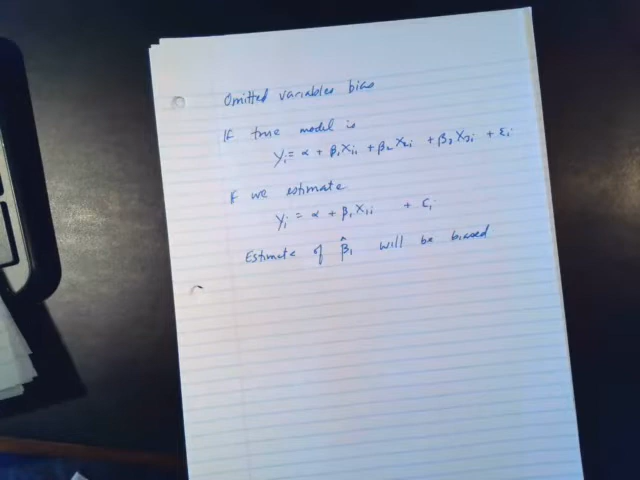 Omitted variables bias
If true model is
Yi = α + β1X1i + β2X2i + β3X3i + εi
If we estimate
Yi = α + β1X1i + εi
Estimate of β̂1 will be biased